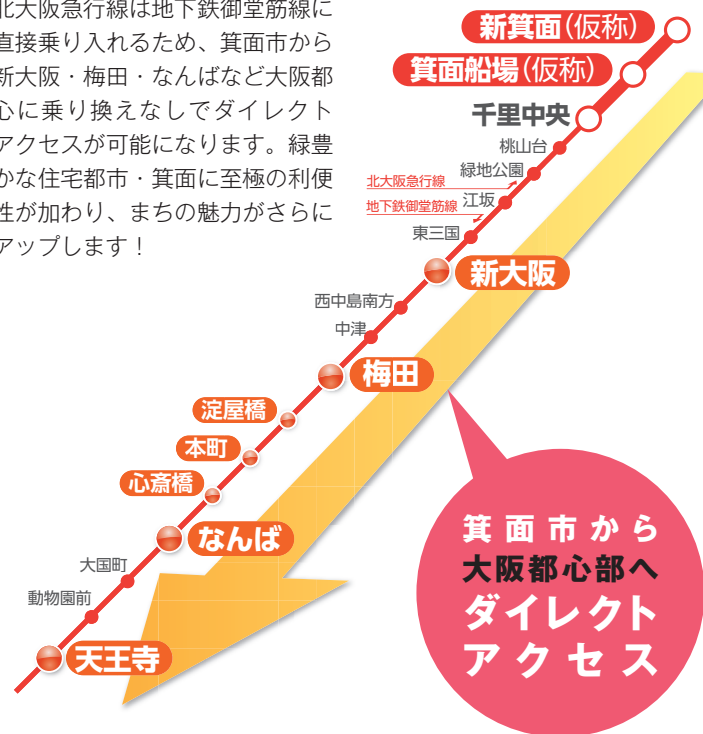 北大阪急行線は地下鉄御堂筋線に
直接乗り入れるため、箕面市から
新大阪・梅田・なんばなど大阪都
心に乗り換えなしでダイレクト
アクセスが可能になります。緑豊
かな住宅都市・箕面に至極の利便
性が加わり、まちの魅力がさらに
アップします！
新箕面(仮称)
箕面船場(仮称)
千里中央
桃山台
緑地公園
北大阪急行線
地下鉄御堂筋線
江坂
東三国
新大阪
西中島南方
中津
梅田
淀屋橋
本町
心斎橋
なんば
大国町
動物園前
天王寺
箕面市から
大阪都心部へ
ダイレクト
アクセス